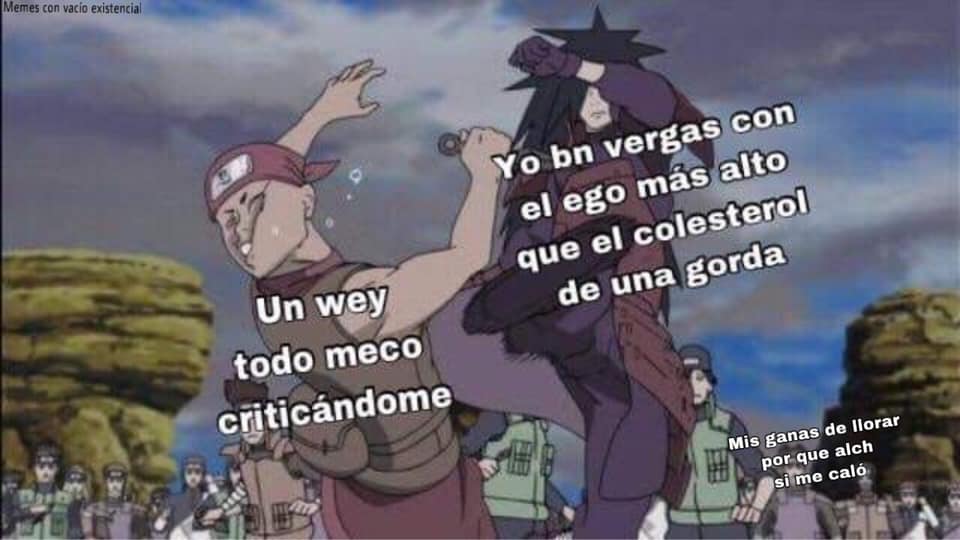 Memes con vacío existencial
Yo bn vergas con
el ego más alto
que el colesterol
de una gorda
Un wey
todo meco
criticándome
Mis ganas de llorar
por que alch
si me caló